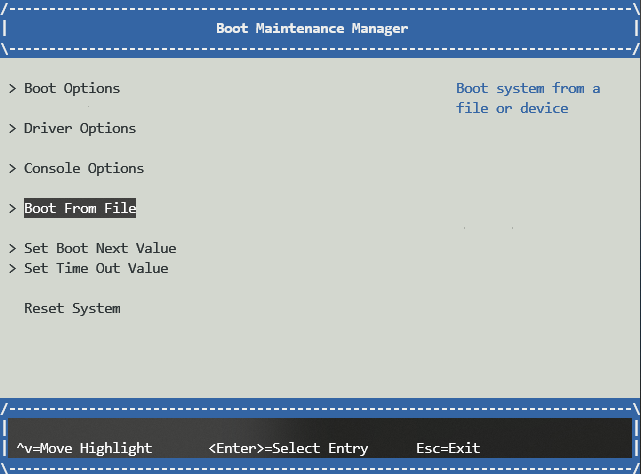 Boot Maintenance Manager
> Boot Options
Boot system from a
file or device
> Driver Options
> Console Options
> Boot From File
> Set Boot Next Value
> Set Time Out Value
Reset System
^v=Move Highlight <Enter>=Select Entry Esc=Exit